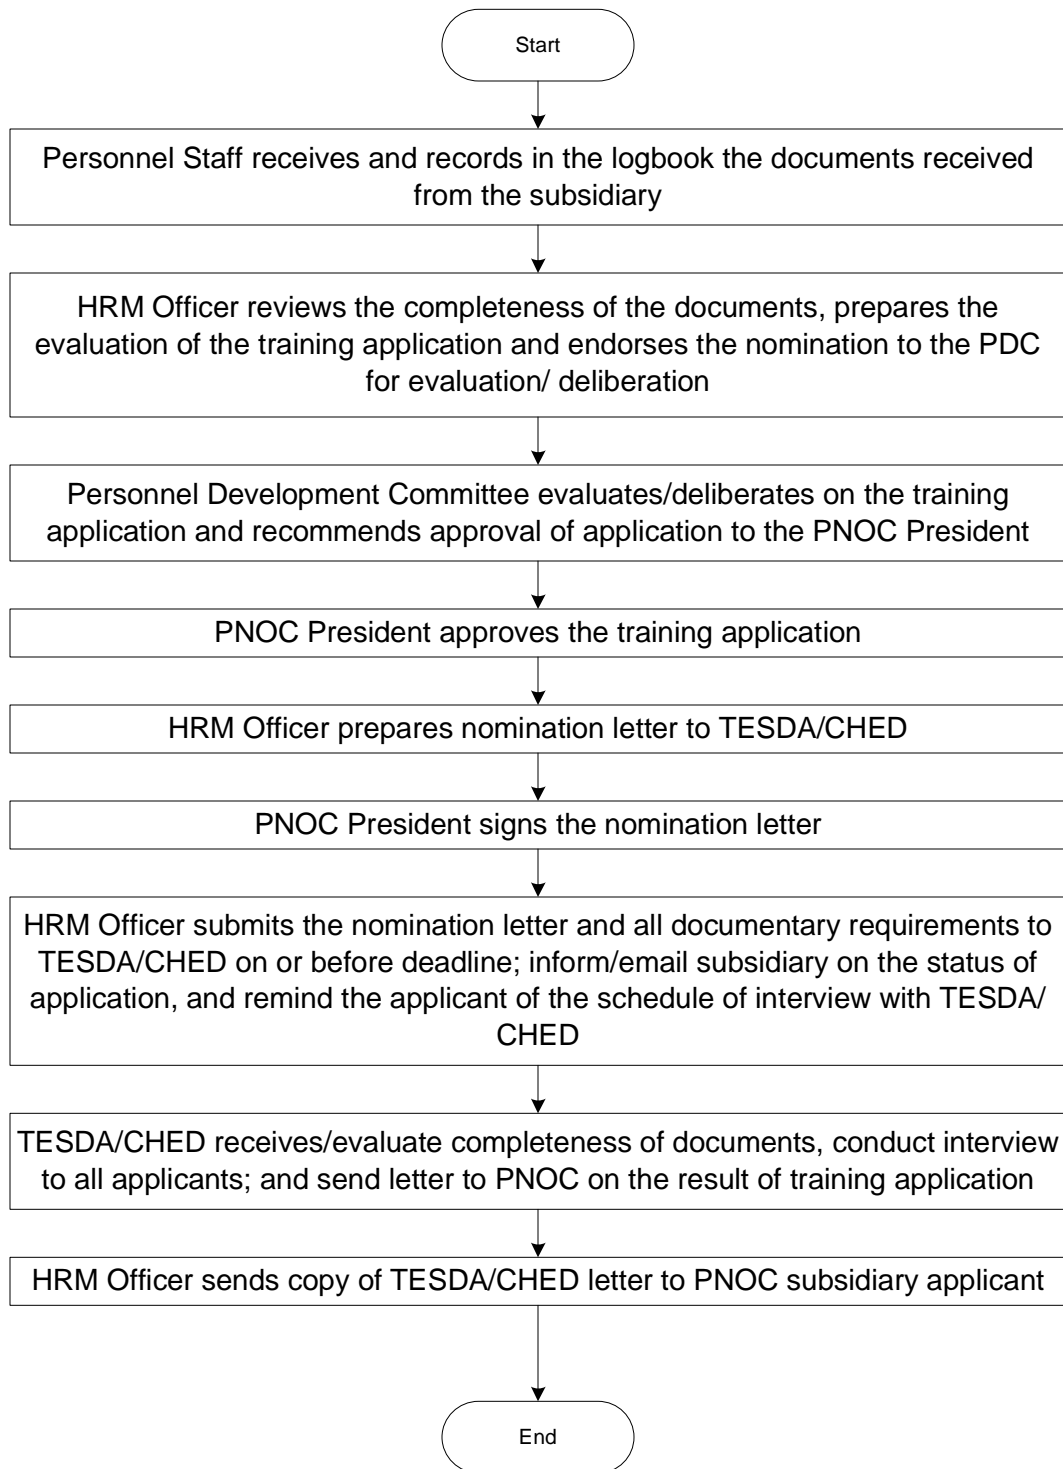 Start
Personnel Staff receives and records in the logbook the documents received
from the subsidiary
HRM Officer reviews the completeness of the documents, prepares the
evaluation of the training application and endorses the nomination to the PDC
for evaluation/ deliberation
Personnel Development Committee evaluates/deliberates on the training
application and recommends approval of application to the PNOC President
PNOC President approves the training application
HRM Officer prepares nomination letter to TESDA/CHED
PNOC President signs the nomination letter
HRM Officer submits the nomination letter and all documentary requirements to
TESDA/CHED on or before deadline; inform/email subsidiary on the status of
application, and remind the applicant of the schedule of interview with TESDA/
CHED
TESDA/CHED receives/evaluate completeness of documents, conduct interview
to all applicants; and send letter to PNOC on the result of training application
HRM Officer sends copy of TESDA/CHED letter to PNOC subsidiary applicant
End